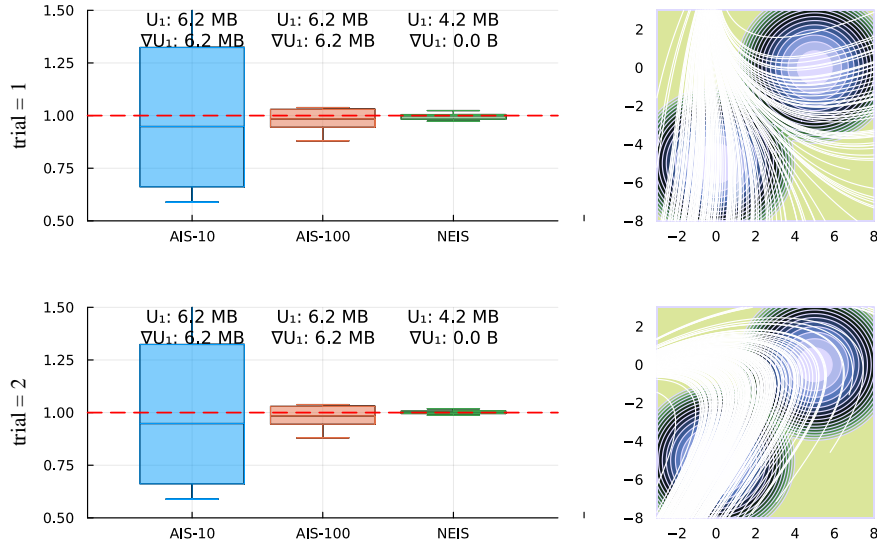 trial = 1
1.50
1.25
1.00
0.75
0.50
U₁: 6.2 MB
∇U₁: 6.2 MB
U₁: 6.2 MB
∇U₁: 6.2 MB
U₁: 4.2 MB
∇U₁: 0.0 B
AIS-10
AIS-100
NEIS
2
0
−2
−4
−6
−8
−2 0 2 4 6 8
trial = 2
1.50
1.25
1.00
0.75
0.50
U₁: 6.2 MB
∇U₁: 6.2 MB
U₁: 6.2 MB
∇U₁: 6.2 MB
U₁: 4.2 MB
∇U₁: 0.0 B
AIS-10
AIS-100
NEIS
2
0
−2
−4
−6
−8
−2 0 2 4 6 8